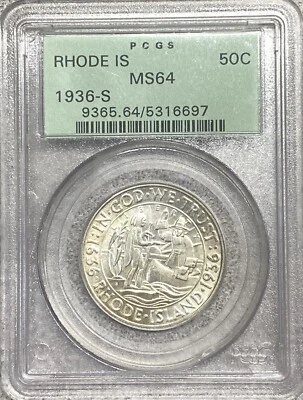 PCGS
RHODE IS 50C
MS64
1936-S
9365.64/5316697
1636·IN·GOD·WE·TRUST·1936
·RHODE·ISLAND·